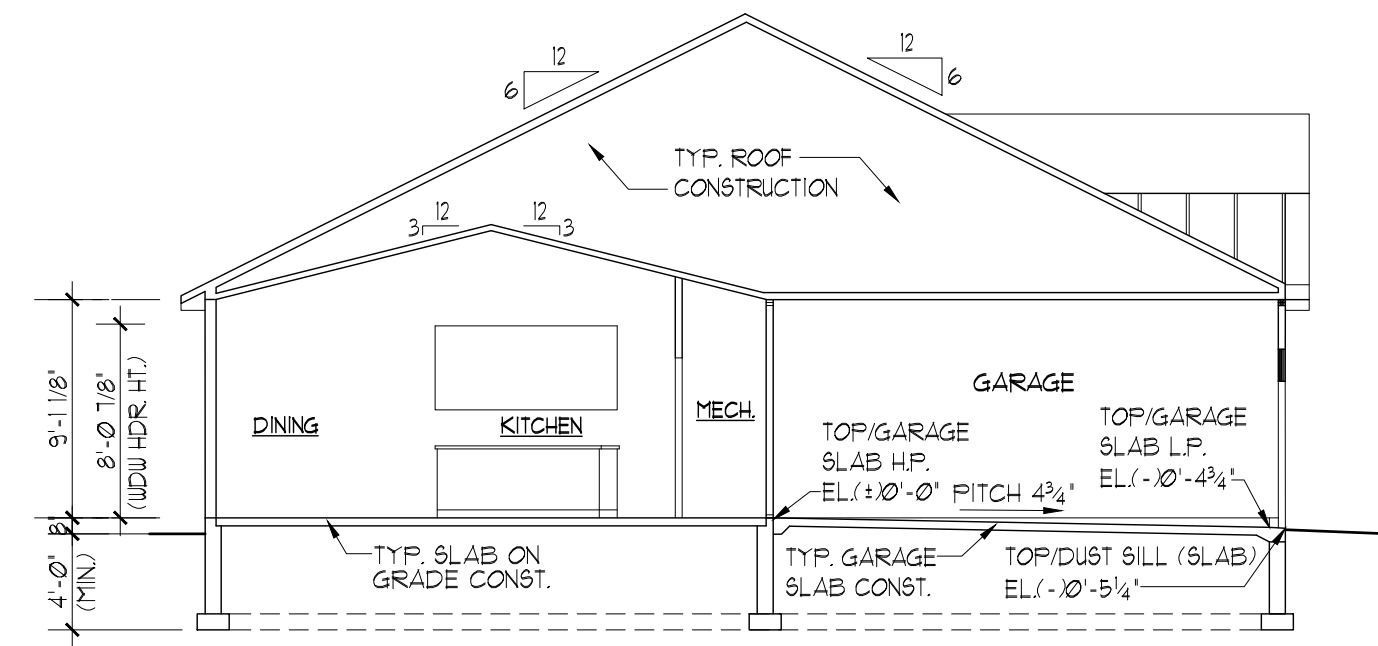 12
6
12
6
TYP. ROOF
CONSTRUCTION
12
3
12
3
9'-1 1/8"
8'-0 7/8"
(WDW HDR. HT.)
DINING
KITCHEN
MECH.
GARAGE
TOP/GARAGE
SLAB H.P.
EL.(±)0'-0"
PITCH 4¾"
TOP/GARAGE
SLAB L.P.
EL.(-)0'-4¾"
8"
4'-0"
(MIN.)
TYP. SLAB ON
GRADE CONST.
TYP. GARAGE
SLAB CONST.
TOP/DUST SILL (SLAB)
EL.(-)0'-5¼"